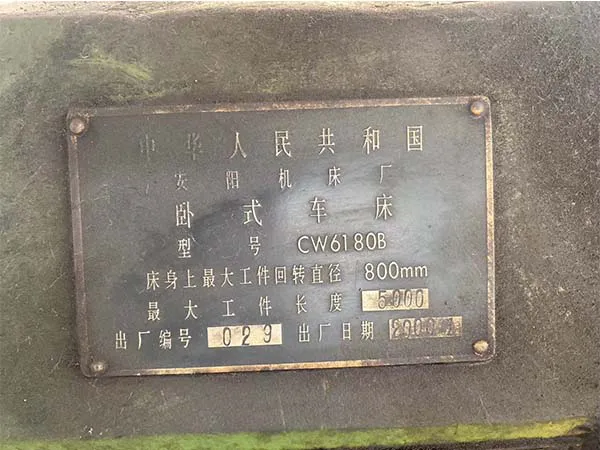 中华人民共和国
安阳机床厂
卧式车床
型号 CW6180B
床身上最大工件回转直径 800mm
最大工件长度 5000
出厂编号 029 出厂日期 2000